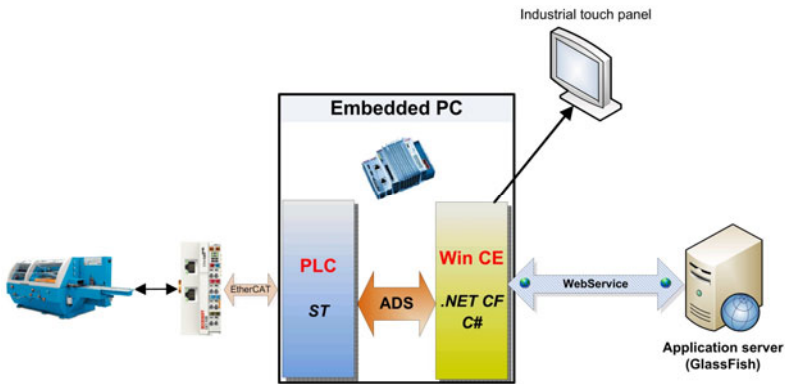 Industrial touch panel
Embedded PC
PLC
ST
EtherCAT
ADS
Win CE
.NET CF
C#
WebService
Application server
(GlassFish)